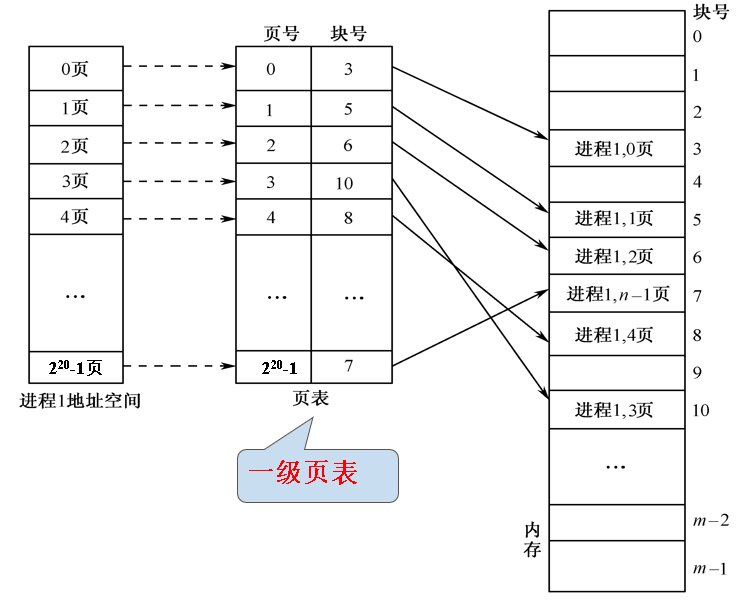 块号
页号 块号
0
0页
0 3
1
1页
1 5
2
2页
2 6
进程1,0页 3
3页
3 10
4
4页
4 8
进程1,1页 5
进程1,2页 6
…
… …
进程1,n–1页 7
进程1,4页 8
2²⁰-1页
2²⁰-1 7
9
进程1地址空间
页表
进程1,3页 10
一级页表
…
内存
m–2
m–1